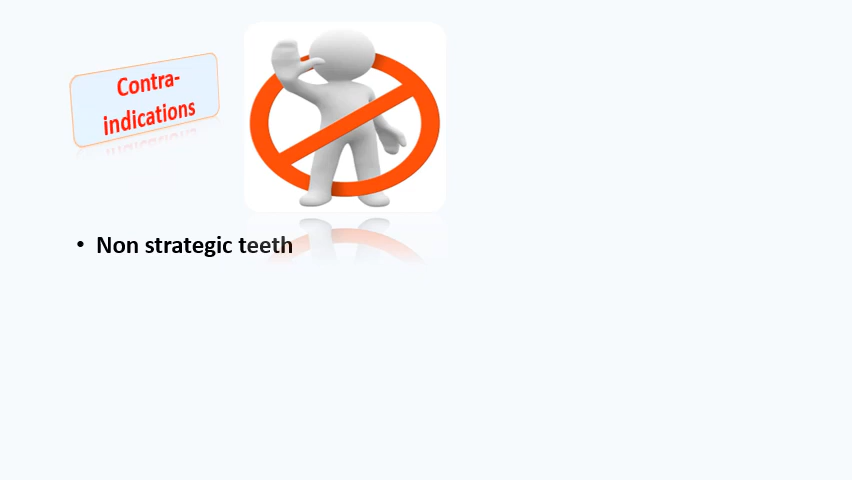 Contra-
indications
• Non strategic teeth